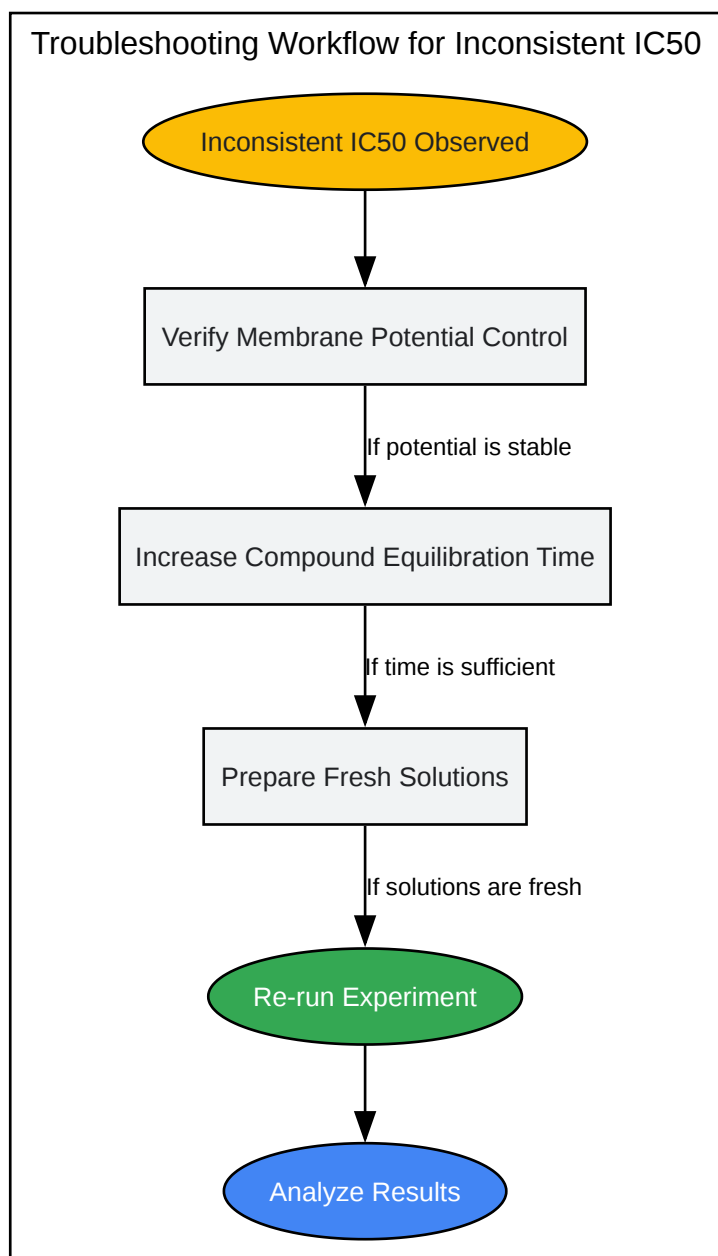 Troubleshooting Workflow for Inconsistent IC50
Inconsistent IC50 Observed
Verify Membrane Potential Control
If potential is stable
Increase Compound Equilibration Time
If time is sufficient
Prepare Fresh Solutions
If solutions are fresh
Re-run Experiment
Analyze Results